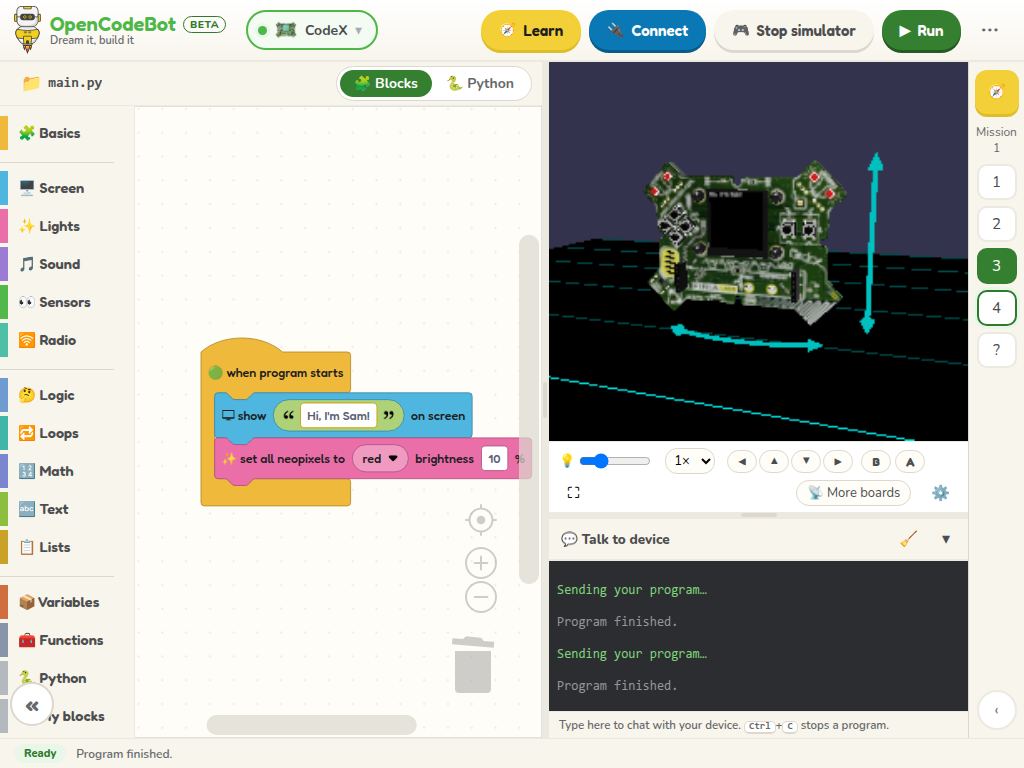 OpenCodeBot BETA
Dream it, build it
CodeX
Learn
Connect
Stop simulator
Run
main.py
Blocks
Python
Mission
1
1
2
3
4
?
Basics
Screen
Lights
Sound
Sensors
Radio
Logic
Loops
Math
Text
Lists
Variables
Functions
Python
y blocks
when program starts
show “ Hi, I'm Sam! ” on screen
set all neopixels to red brightness 10 %
1×
B
A
More boards
Talk to device
Sending your program…
Program finished.
Sending your program…
Program finished.
Type here to chat with your device. Ctrl + C stops a program.
Ready Program finished.